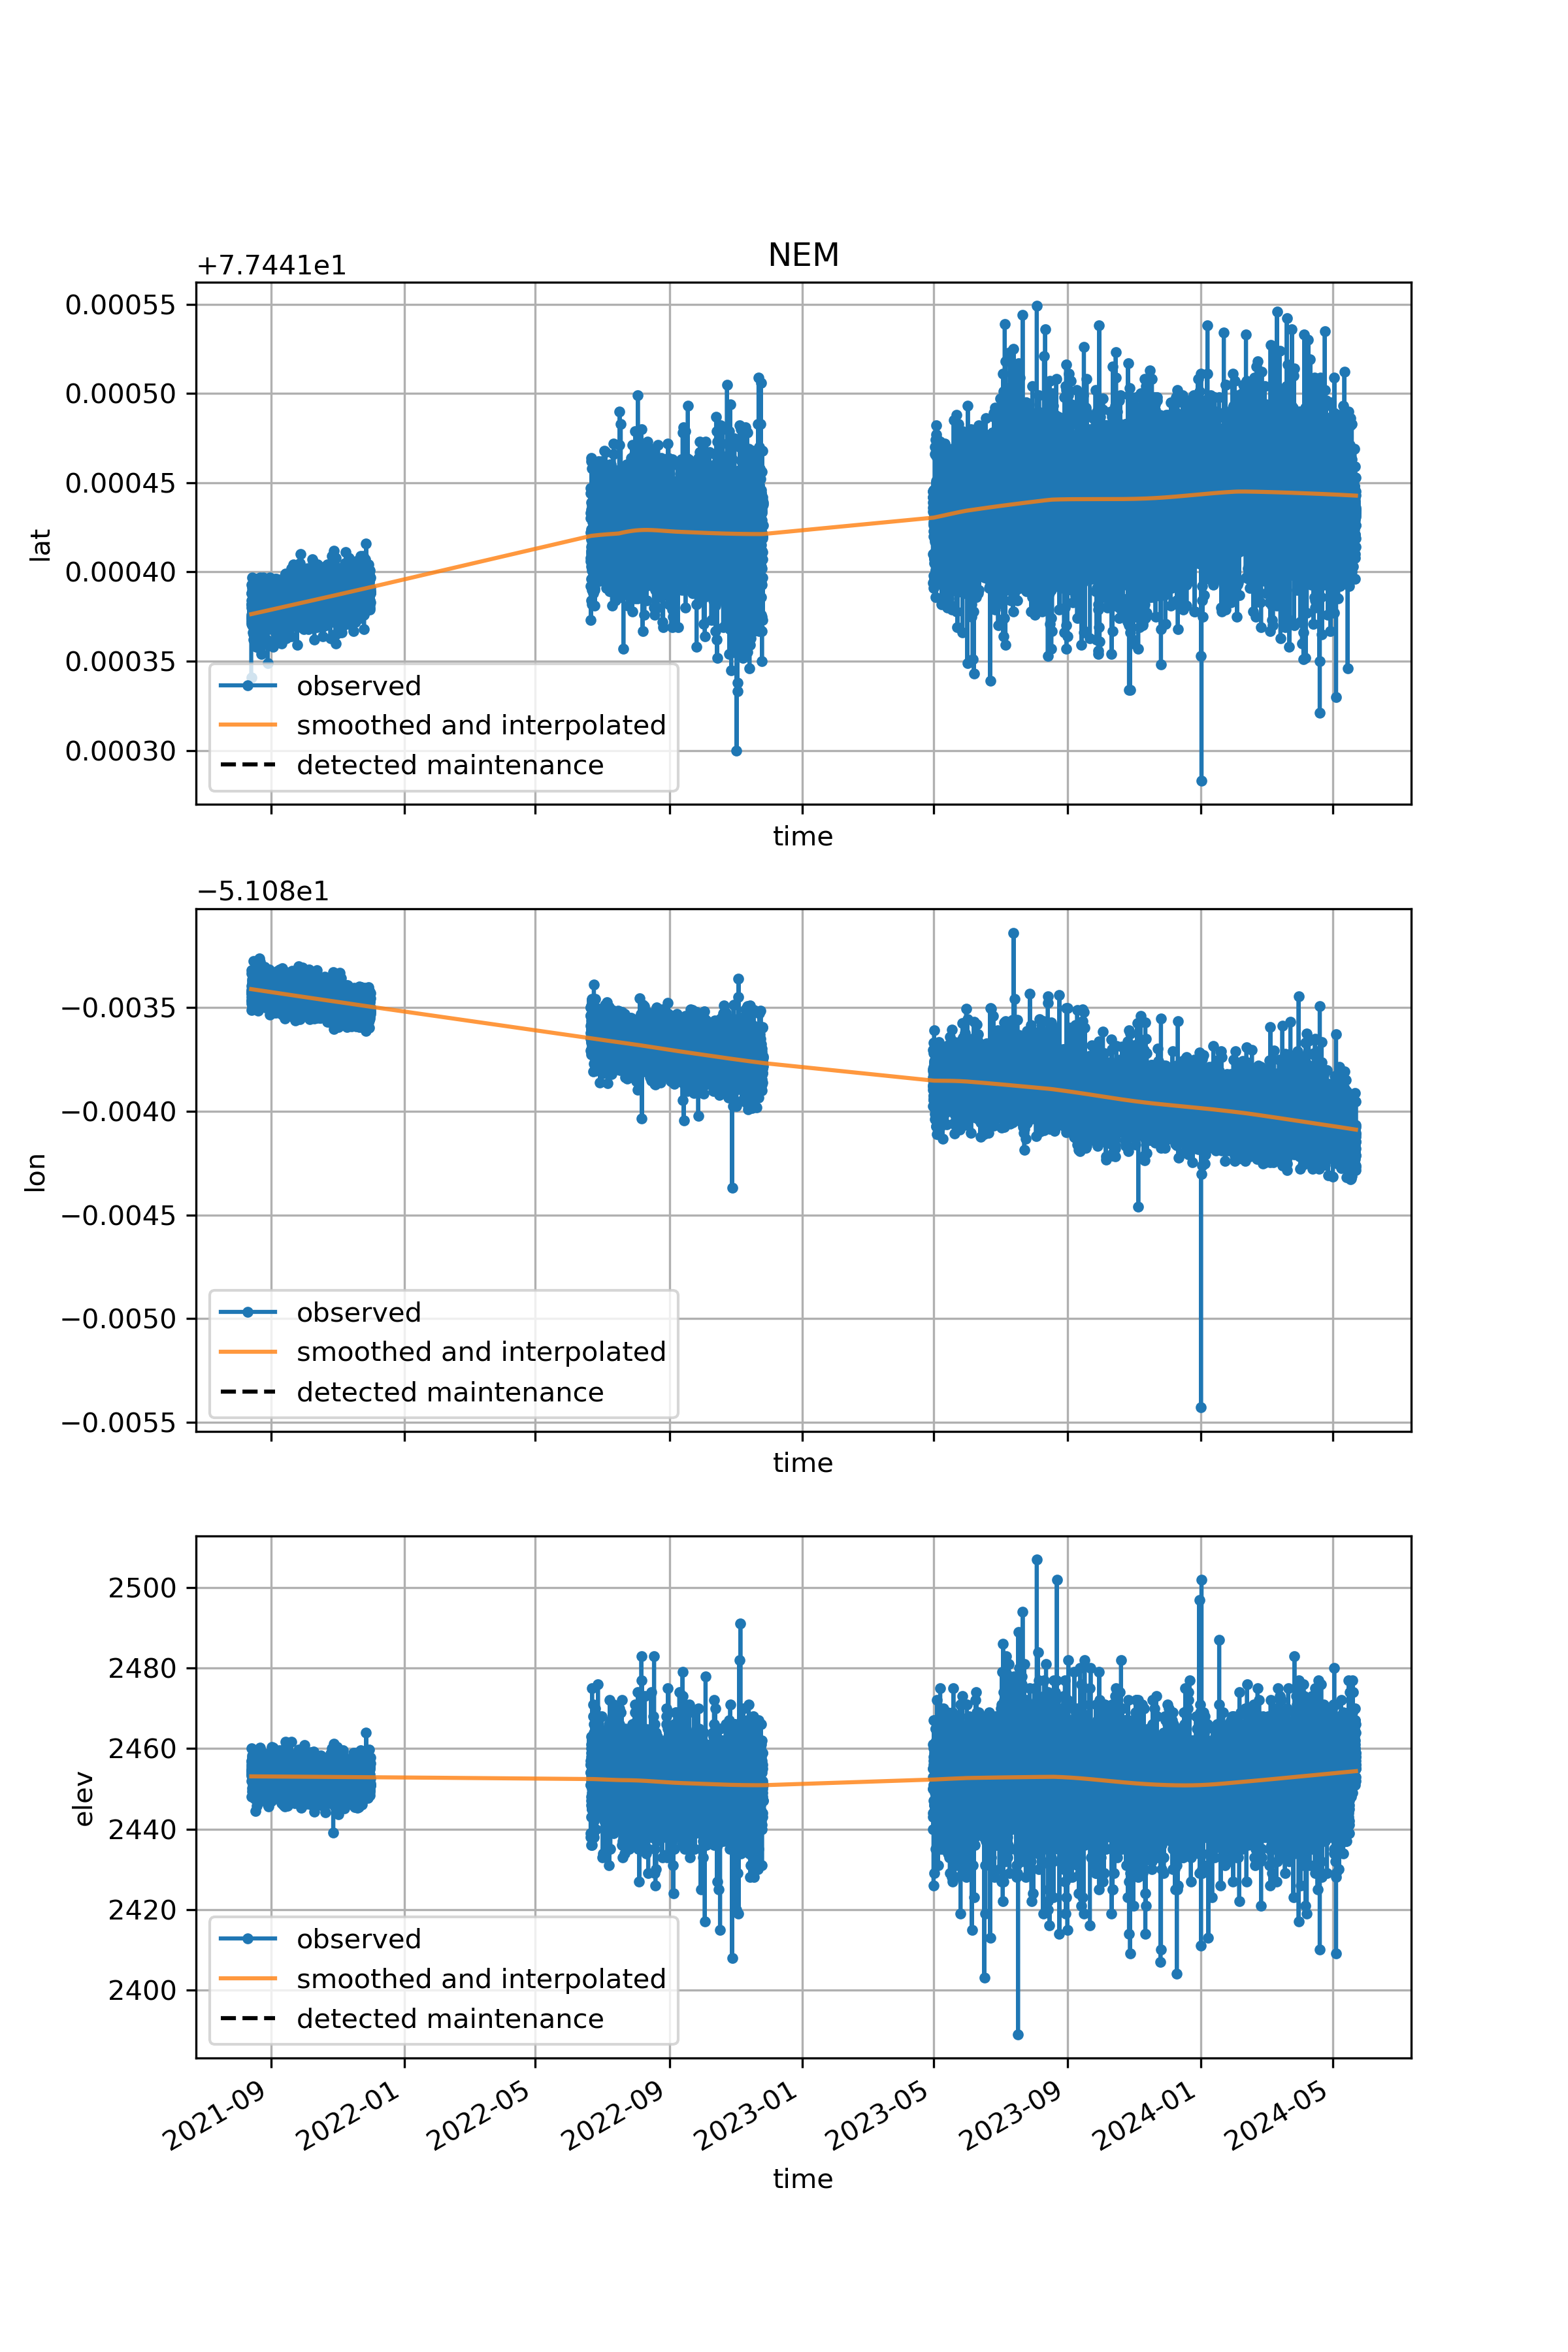 NEM
+7.7441e1
0.00055
0.00050
0.00045
0.00040
0.00035
0.00030
lat
observed
smoothed and interpolated
detected maintenance
time
−5.108e1
−0.0035
−0.0040
−0.0045
−0.0050
−0.0055
lon
observed
smoothed and interpolated
detected maintenance
time
2500
2480
2460
2440
2420
2400
elev
observed
smoothed and interpolated
detected maintenance
2021-09
2022-01
2022-05
2022-09
2023-01
2023-05
2023-09
2024-01
2024-05
time